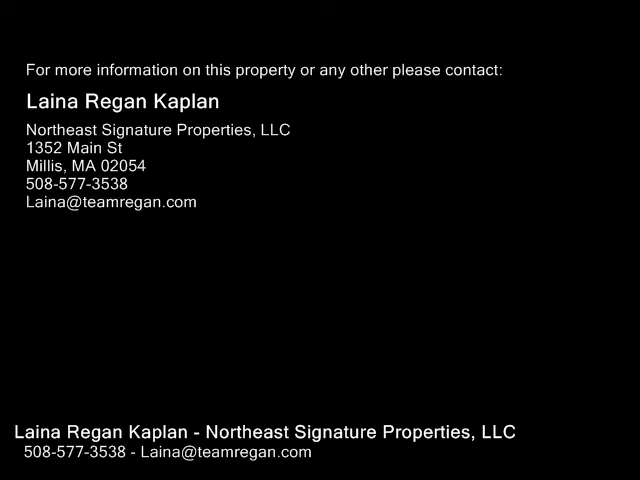 For more information on this property or any other please contact:
Laina Regan Kaplan
Northeast Signature Properties, LLC
1352 Main St
Millis, MA 02054
508-577-3538
Laina@teamregan.com
Laina Regan Kaplan - Northeast Signature Properties, LLC
508-577-3538 - Laina@teamregan.com